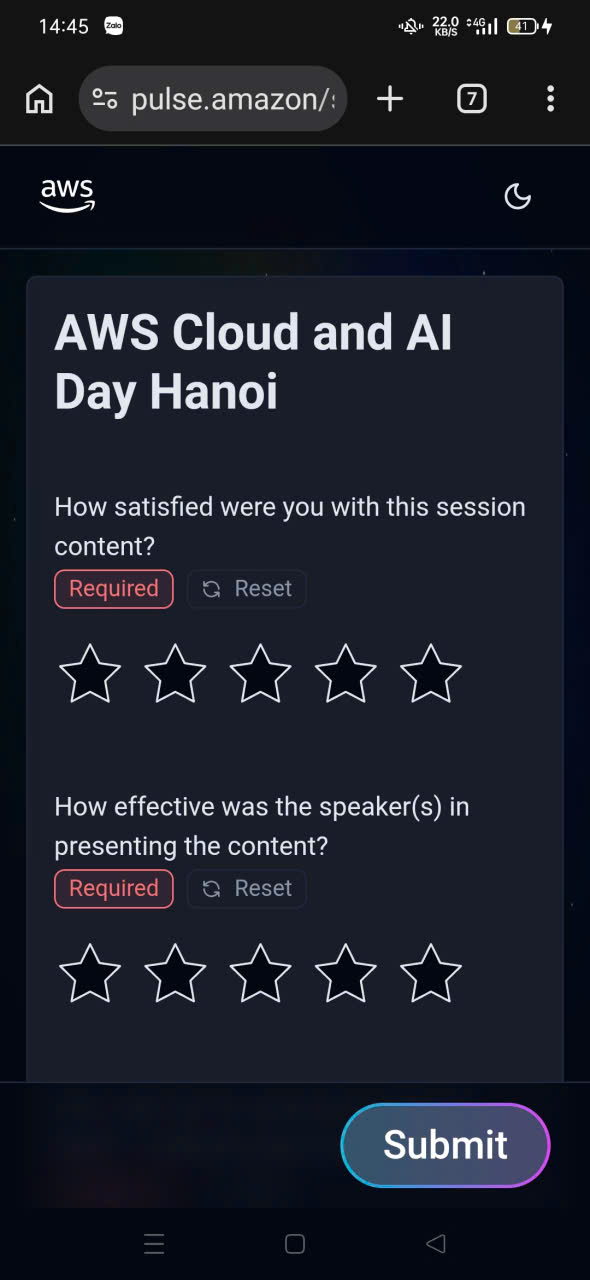 14:45
Zalo
22.0
KB/S
4G
41
pulse.amazon/
7
aws
AWS Cloud and AI
Day Hanoi
How satisfied were you with this session
content?
Required
Reset
How effective was the speaker(s) in
presenting the content?
Required
Reset
Submit